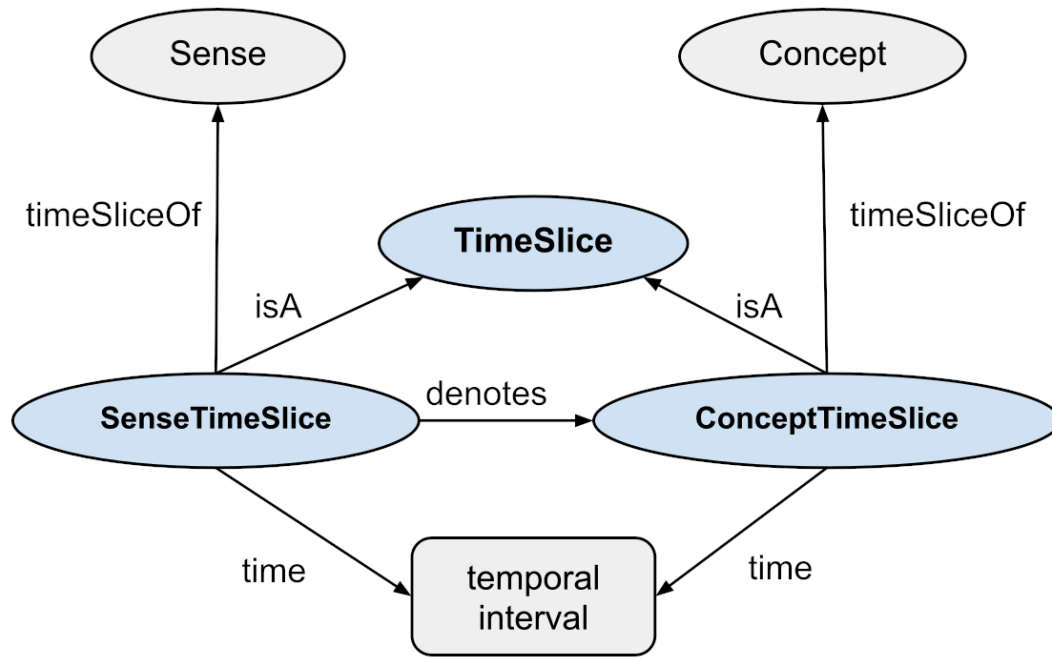 Sense
Concept
timeSliceOf
timeSliceOf
TimeSlice
isA
isA
denotes
SenseTimeSlice
ConceptTimeSlice
time
time
temporal
interval